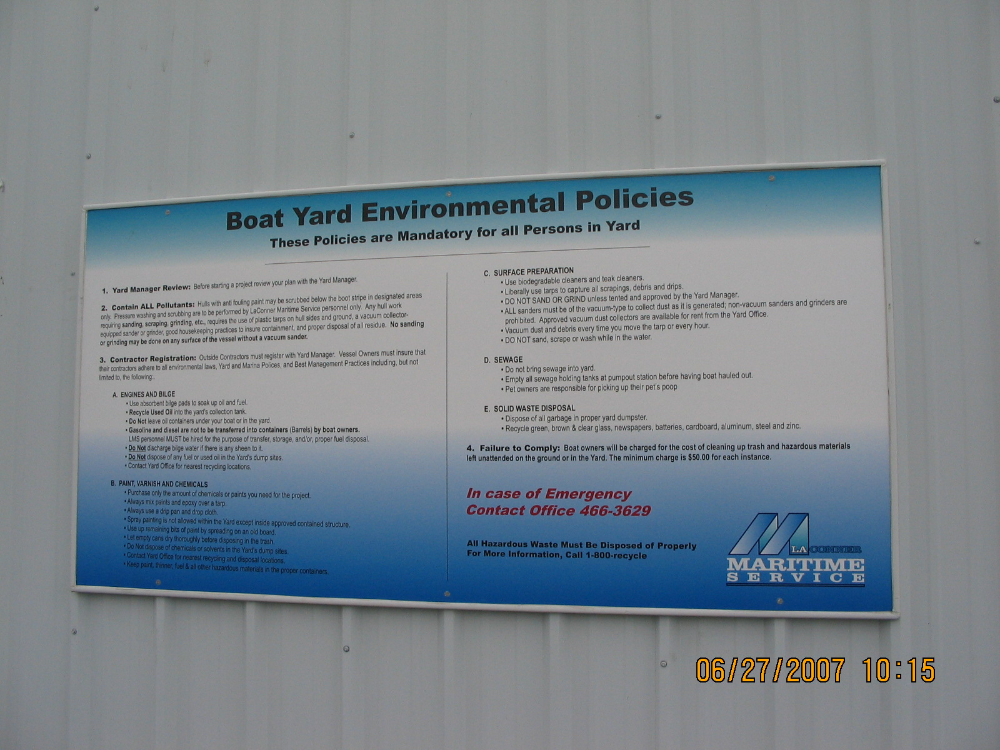 Boat Yard Environmental Policies
These Policies are Mandatory for all Persons in Yard
1. Yard Manager Review: Before starting a project review your plan with the Yard Manager.
2. Contain ALL Pollutants: Hulls with anti fouling paint may be scrubbed below the boot stripe in designated areas
only. Pressure washing and scrubbing are to be performed by LaConner Maritime Service personnel only. Any hull work
requiring sanding, scraping, grinding, etc., requires the use of plastic tarps on hull sides and ground, a vacuum collector-
equipped sander or grinder, good housekeeping practices to insure containment, and proper disposal of all residue. No sanding
or grinding may be done on any surface of the vessel without a vacuum sander.
3. Contractor Registration: Outside Contractors must register with Yard Manager. Vessel Owners must insure that
their contractors adhere to all environmental laws, Yard and Marina Polices, and Best Management Practices including, but not
limited to, the following:.
A. ENGINES AND BILGE
• Use absorbent bilge pads to soak up oil and fuel.
• Recycle Used Oil into the yard's collection tank.
• Do Not leave oil containers under your boat or in the yard.
• Gasoline and diesel are not to be transferred into containers (Barrels) by boat owners.
LMS personnel MUST be hired for the purpose of transfer, storage, and/or, proper fuel disposal.
• Do Not discharge bilge water if there is any sheen to it.
• Do Not dispose of any fuel or used oil in the Yard's dump sites.
• Contact Yard Office for nearest recycling locations.
B. PAINT, VARNISH AND CHEMICALS
• Purchase only the amount of chemicals or paints you need for the project.
• Always mix paints and epoxy over a tarp.
• Always use a drip pan and drop cloth.
• Spray painting is not allowed within the Yard except inside approved contained structure.
• Use up remaining bits of paint by spreading on an old board.
• Let empty cans dry thoroughly before disposing in the trash.
• Do Not dispose of chemicals or solvents in the Yard's dump sites.
• Contact Yard Office for nearest recycling and disposal locations.
• Keep paint, thinner, fuel & all other hazardous materials in the proper containers.
C. SURFACE PREPARATION
• Use biodegradable cleaners and teak cleaners.
• Liberally use tarps to capture all scrapings, debris and drips.
• DO NOT SAND OR GRIND unless tented and approved by the Yard Manager.
• ALL sanders must be of the vacuum-type to collect dust as it is generated; non-vacuum sanders and grinders are
prohibited. Approved vacuum dust collectors are available for rent from the Yard Office.
• Vacuum dust and debris every time you move the tarp or every hour.
• DO NOT sand, scrape or wash while in the water.
D. SEWAGE
• Do not bring sewage into yard.
• Empty all sewage holding tanks at pumpout station before having boat hauled out.
• Pet owners are responsible for picking up their pet's poop
E. SOLID WASTE DISPOSAL
• Dispose of all garbage in proper yard dumpster.
• Recycle green, brown & clear glass, newspapers, batteries, cardboard, aluminum, steel and zinc.
4. Failure to Comply: Boat owners will be charged for the cost of cleaning up trash and hazardous materials
left unattended on the ground or in the Yard. The minimum charge is $50.00 for each instance.
In case of Emergency
Contact Office 466-3629
All Hazardous Waste Must Be Disposed of Properly
For More Information, Call 1-800-recycle
LA CONNER
MARITIME
SERVICE
06/27/2007 10:15